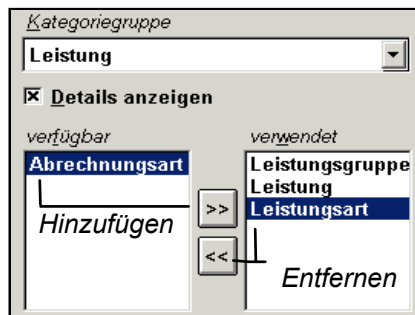 Kategoriegruppe
Leistung
Details anzeigen
verfügbar
verwendet
Abrechnungsart
Leistungsgruppe
Leistung
Leistungsart
>>
<<
Hinzufügen
Entfernen